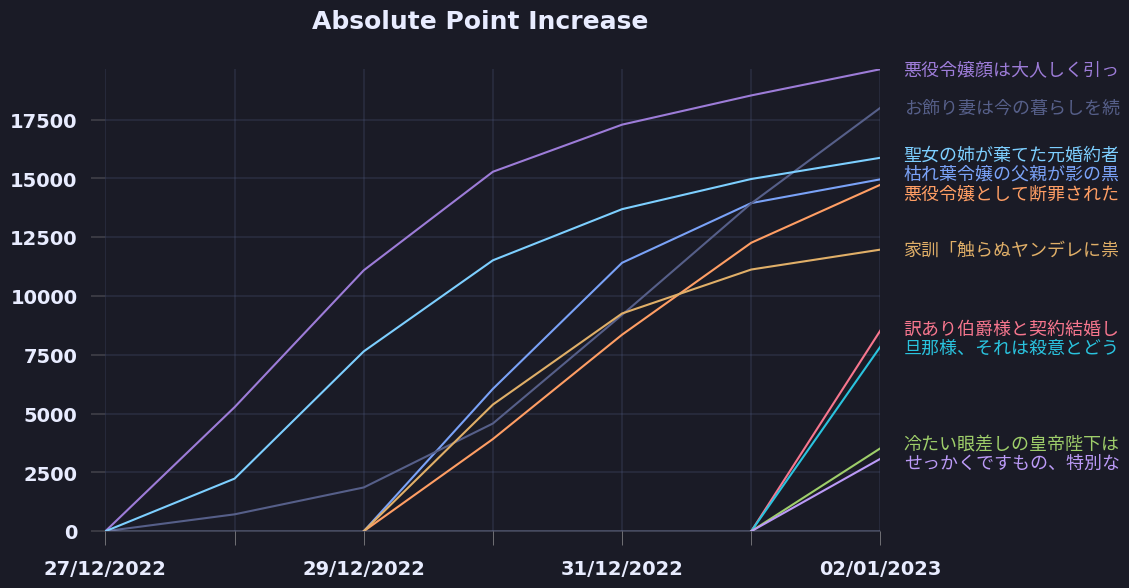 Absolute Point Increase
17500
15000
12500
10000
7500
5000
2500
0
27/12/2022
29/12/2022
31/12/2022
02/01/2023
悪役令嬢顔は大人しく引っ
お飾り妻は今の暮らしを続
聖女の姉が棄てた元婚約者
枯れ葉令嬢の父親が影の黒
悪役令嬢として断罪された
家訓「触らぬヤンデレに祟
訳あり伯爵様と契約結婚し
旦那様、それは殺意とどう
冷たい眼差しの皇帝陛下は
せっかくですもの、特別な